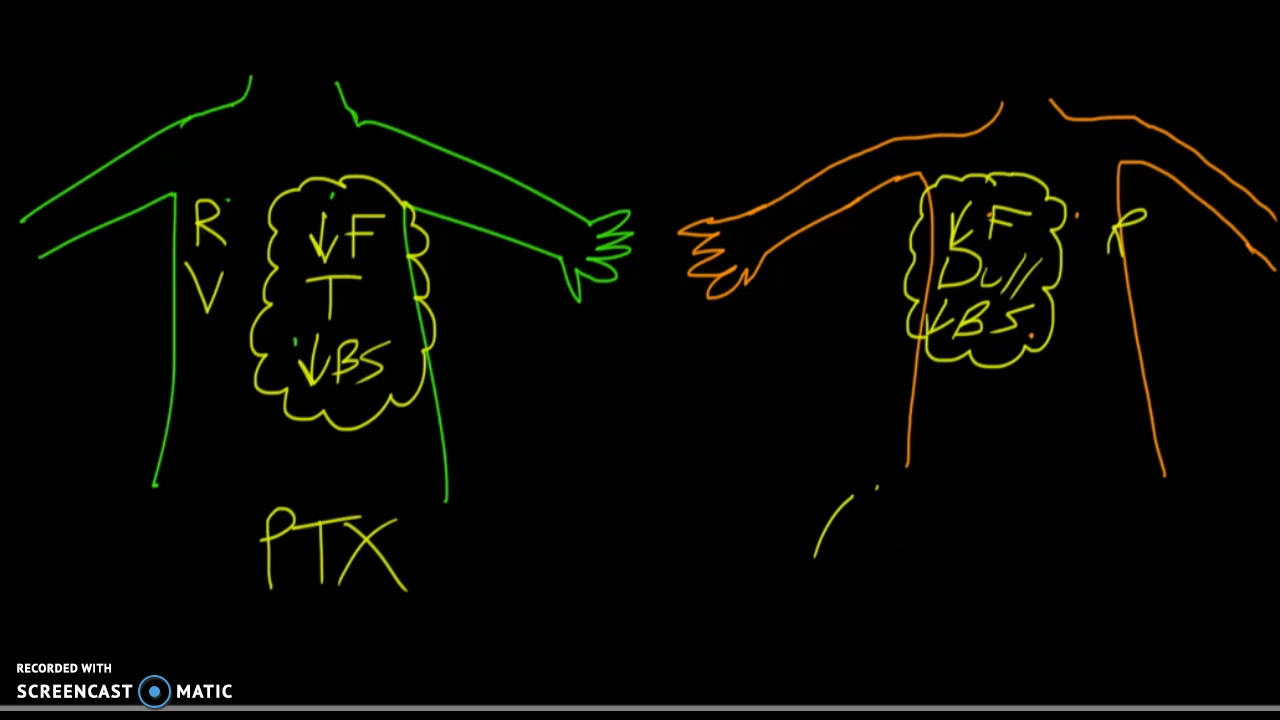 R
V
↓F
T
↓BS
PTX
↓F
Dull
↓BS
RECORDED WITH
SCREENCAST MATIC